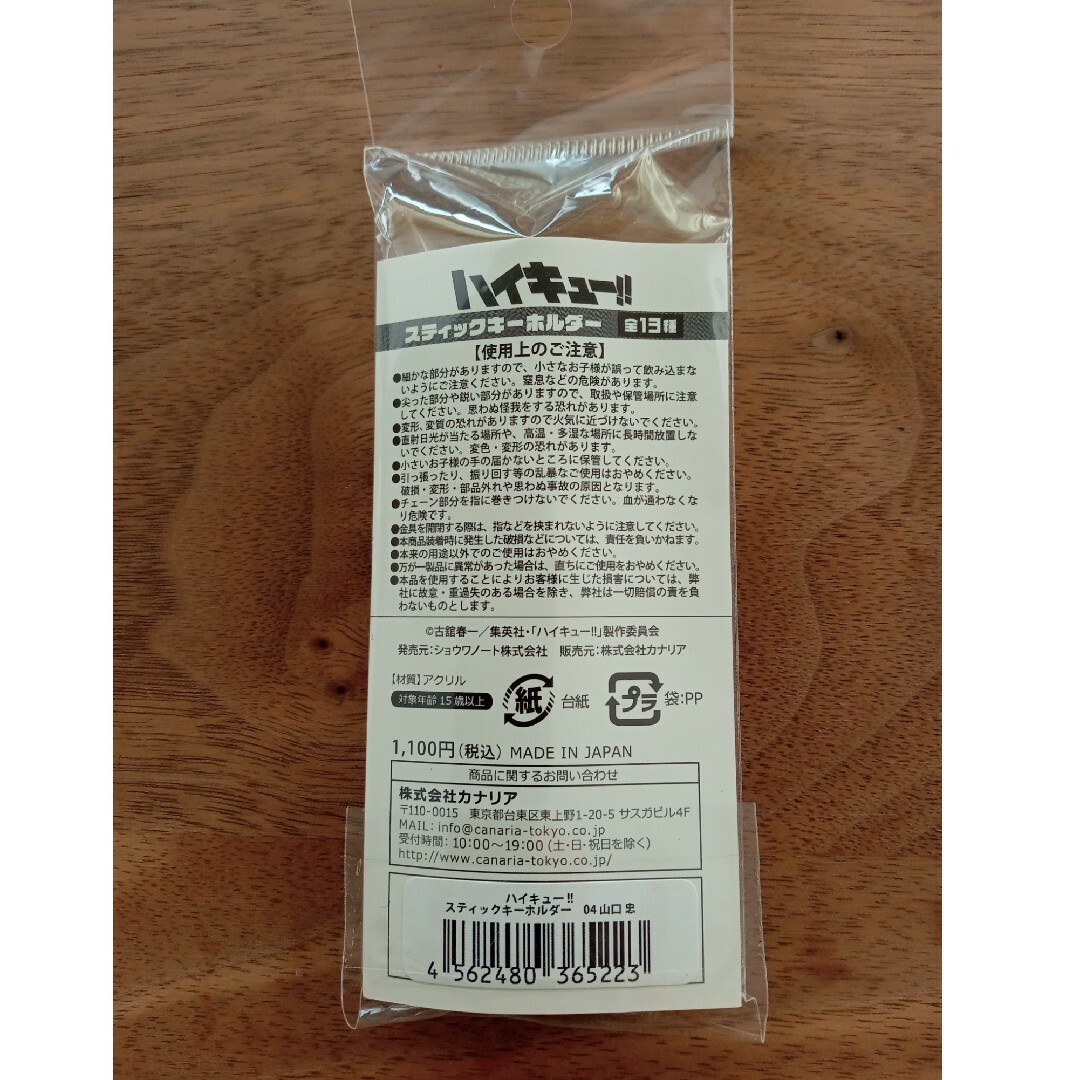 ハイキュー!!
スティックキーホルダー 全13種
【使用上のご注意】
●細かな部分がありますので、小さなお子様が誤って飲み込まな
いようにご注意ください。窒息などの危険があります。
●尖った部分や鋭い部分がありますので、取扱や保管場所に注意
してください。思わぬ怪我をする恐れがあります。
●変形、変質の恐れがありますので火気に近づけないでください。
●直射日光が当たる場所や、高温・多湿な場所に長時間放置しな
いでください。変色・変形の恐れがあります。
●小さいお子様の手の届かないところに保管してください。
●引っ張ったり、振り回す等の乱暴なご使用はおやめください。
破損・変形・部品外れや思わぬ事故の原因となります。
●チェーン部分を指に巻きつけないでください。血が通わなくな
り危険です。
●金具を開閉する際は、指などを挟まれないように注意してください。
●本商品装着時に発生した破損などについては、責任を負いかねます。
●本来の用途以外でのご使用はおやめください。
●万が一製品に異常があった場合は、直ちにご使用をおやめください。
●本品を使用することによりお客様に生じた損害については、弊
社に故意・重過失のある場合を除き、弊社は一切賠償の責を負
わないものとします。
©古舘春一／集英社・「ハイキュー!!」製作委員会
発売元：ショウワノート株式会社　販売元：株式会社カナリア
【材質】アクリル
対象年齢 15歳以上
紙 台紙 プラ 袋:PP
1,100円（税込） MADE IN JAPAN
商品に関するお問い合わせ
株式会社カナリア
〒110-0015　東京都台東区東上野1-20-5 サスガビル4F
MAIL：info@canaria-tokyo.co.jp
受付時間：10:00～19:00（土・日・祝日を除く）
http://www.canaria-tokyo.co.jp/
ハイキュー!!
スティックキーホルダー　04 山口 忠
4 562480 365223